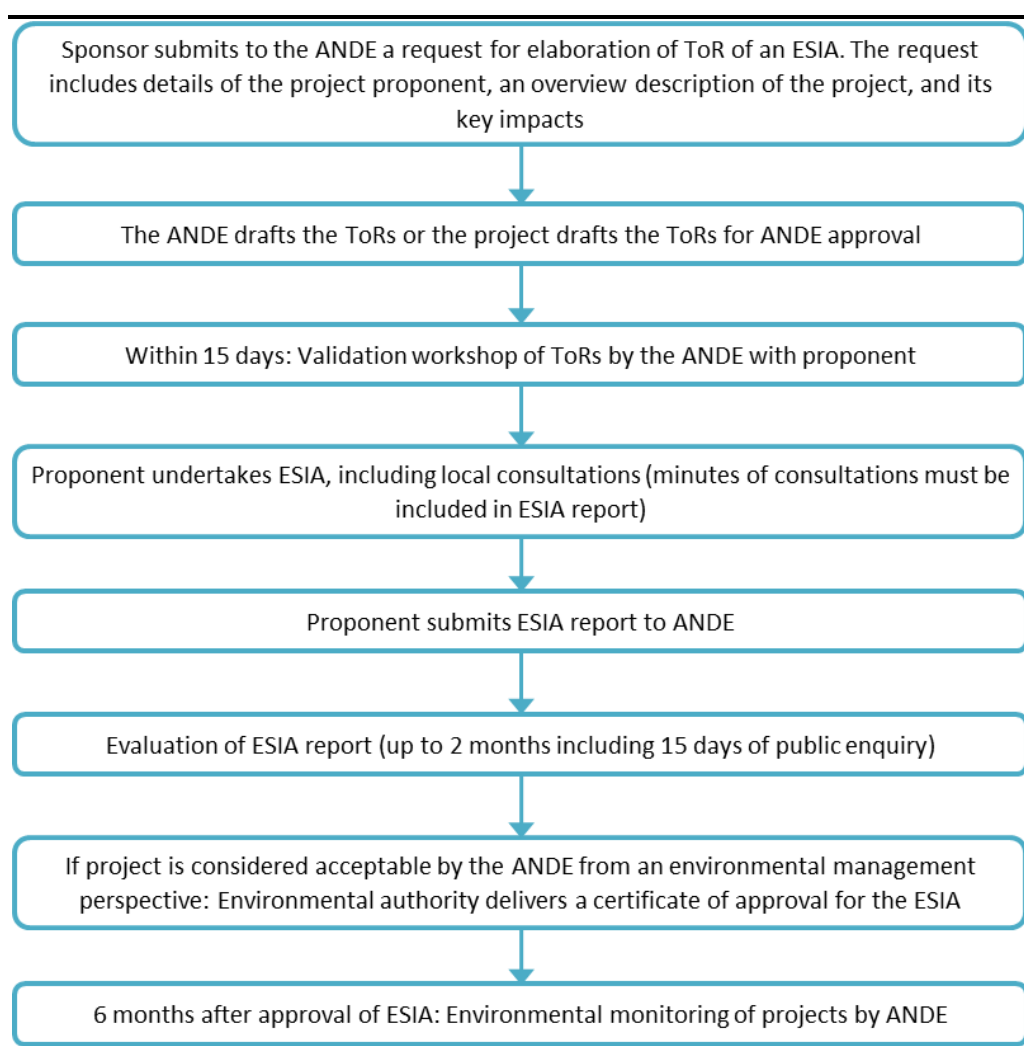 Sponsor submits to the ANDE a request for elaboration of ToR of an ESIA. The request
includes details of the project proponent, an overview description of the project, and its
key impacts
The ANDE drafts the ToRs or the project drafts the ToRs for ANDE approval
Within 15 days: Validation workshop of ToRs by the ANDE with proponent
Proponent undertakes ESIA, including local consultations (minutes of consultations must be
included in ESIA report)
Proponent submits ESIA report to ANDE
Evaluation of ESIA report (up to 2 months including 15 days of public enquiry)
If project is considered acceptable by the ANDE from an environmental management
perspective: Environmental authority delivers a certificate of approval for the ESIA
6 months after approval of ESIA: Environmental monitoring of projects by ANDE